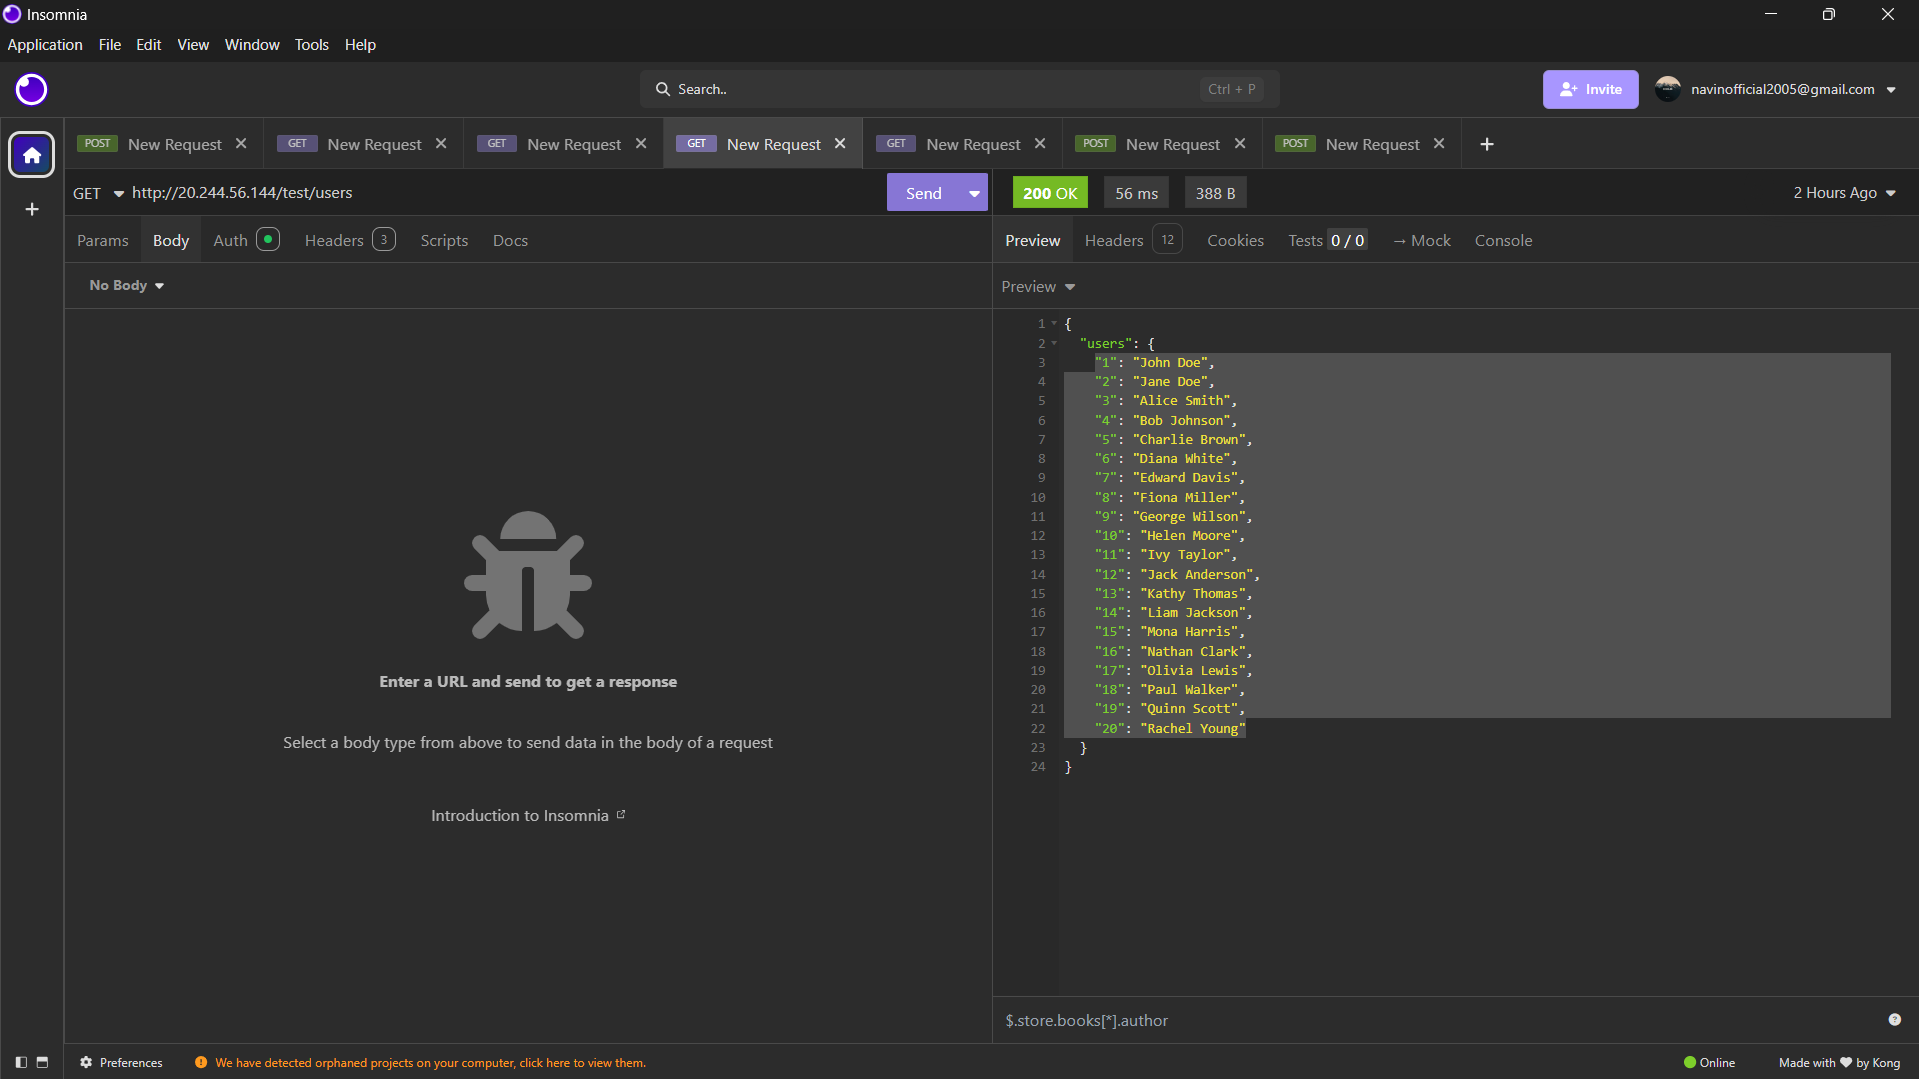 Insomnia
Application File Edit View Window Tools Help
Search.. Ctrl + P Invite navinofficial2005@gmail.com
POST New Request GET New Request GET New Request GET New Request GET New Request POST New Request POST New Request
GET http://20.244.56.144/test/users Send 200 OK 56 ms 388 B 2 Hours Ago
Params Body Auth Headers 3 Scripts Docs Preview Headers 12 Cookies Tests 0 / 0 → Mock Console
No Body Preview
1 {
2 "users": {
3 "1": "John Doe",
4 "2": "Jane Doe",
5 "3": "Alice Smith",
6 "4": "Bob Johnson",
7 "5": "Charlie Brown",
8 "6": "Diana White",
9 "7": "Edward Davis",
10 "8": "Fiona Miller",
11 "9": "George Wilson",
12 "10": "Helen Moore",
13 "11": "Ivy Taylor",
14 "12": "Jack Anderson",
15 "13": "Kathy Thomas",
16 "14": "Liam Jackson",
17 "15": "Mona Harris",
18 "16": "Nathan Clark",
19 "17": "Olivia Lewis",
20 "18": "Paul Walker",
21 "19": "Quinn Scott",
22 "20": "Rachel Young"
23 }
24 }
Enter a URL and send to get a response
Select a body type from above to send data in the body of a request
Introduction to Insomnia
$.store.books[*].author
Preferences We have detected orphaned projects on your computer, click here to view them. Online Made with ❤ by Kong